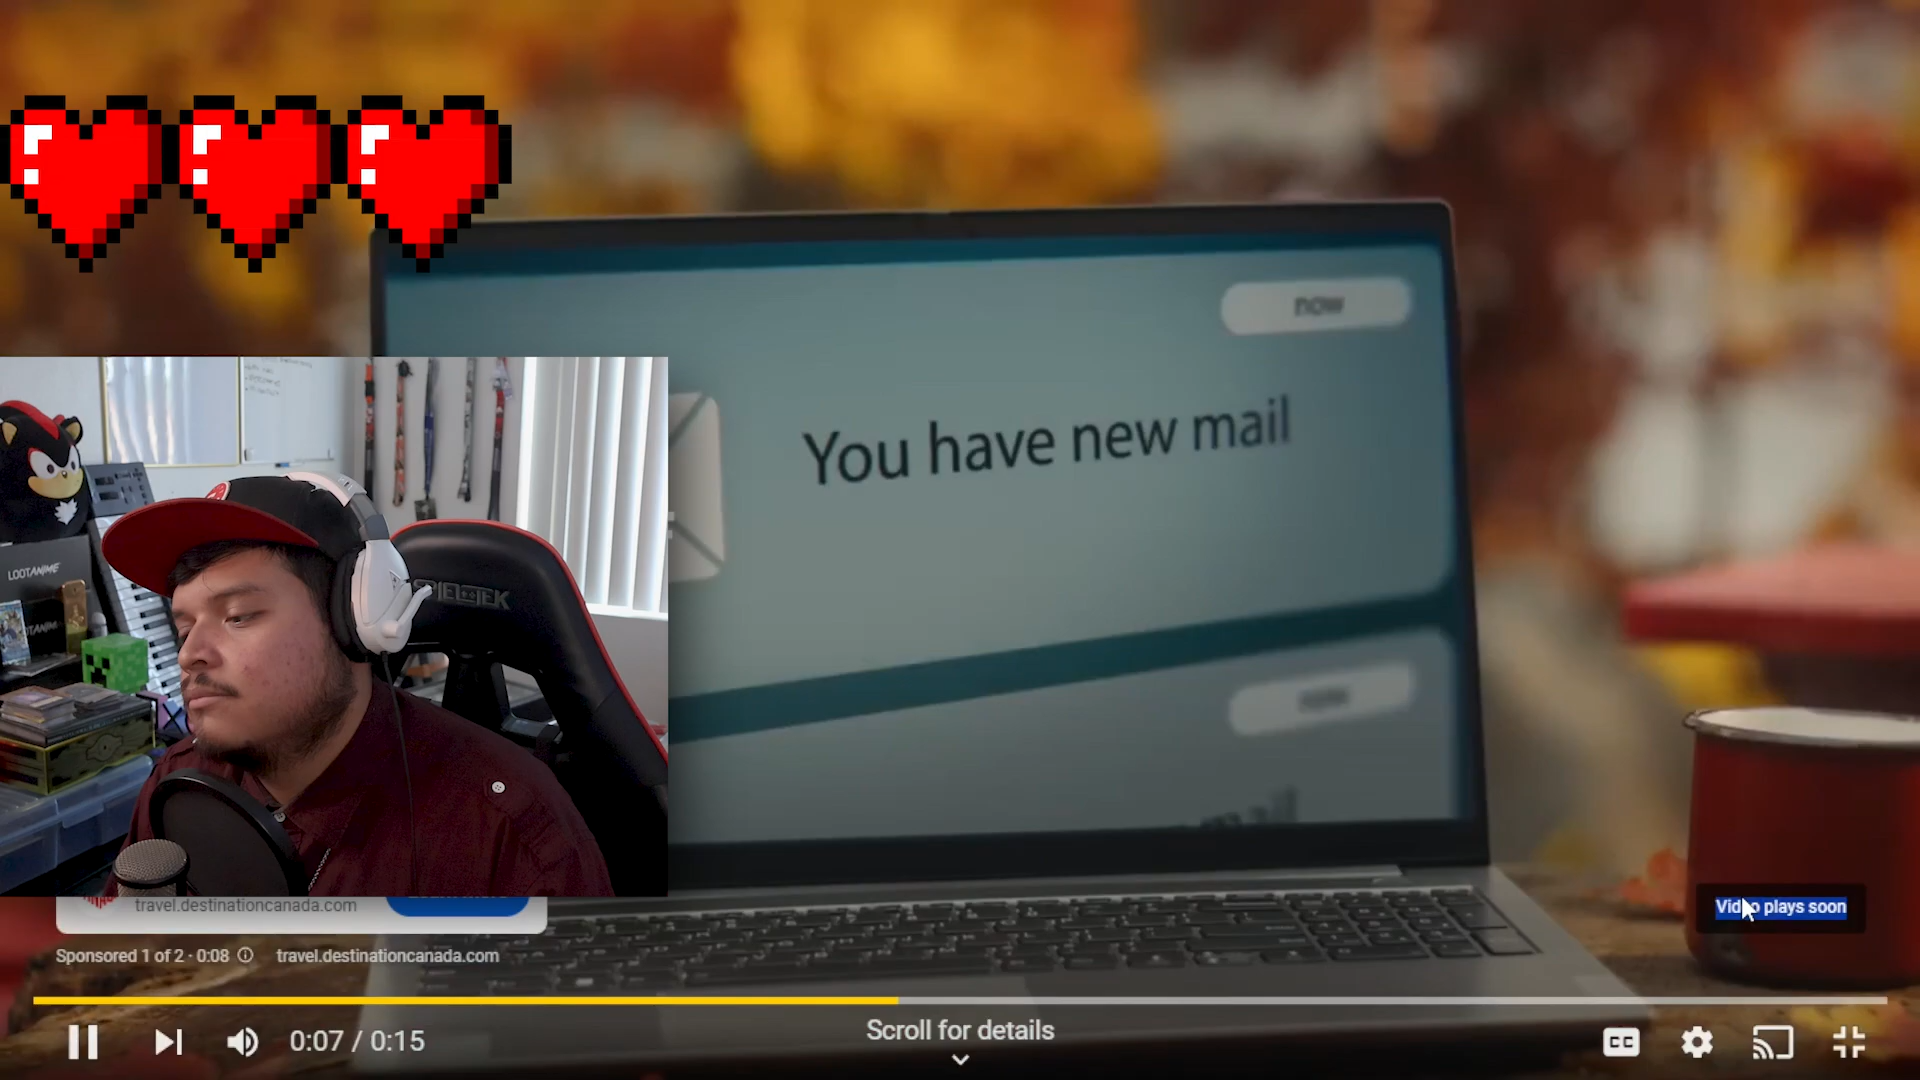 now
You have new mail
LOOTANIME
travel.destinationcanada.com
Video plays soon
Sponsored 1 of 2 · 0:08
travel.destinationcanada.com
0:07 / 0:15
Scroll for details
CC